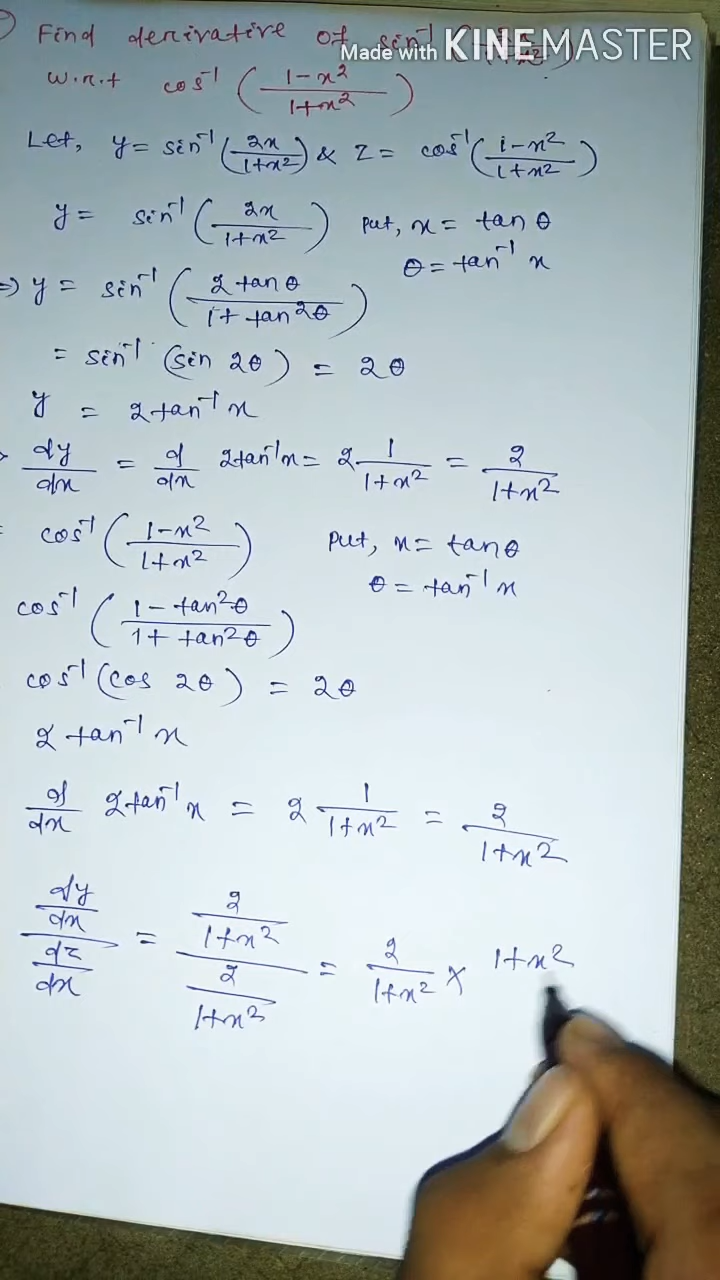 Find derivative of sin⁻¹
Made with KINEMASTER
w.r.t cos⁻¹ ((1-x²)/(1+x²))
Let, y = sin⁻¹(2x/(1+x²)) & Z = cos⁻¹((1-x²)/(1+x²))
y = sin⁻¹(2x/(1+x²)) Put, x = tan θ
θ = tan⁻¹ x
=> y = sin⁻¹(2 tan θ/(1+ tan²θ))
= sin⁻¹ (sin 2θ) = 2θ
y = 2 tan⁻¹ x
dy/dx = d/dx 2tan⁻¹x = 2 1/(1+x²) = 2/(1+x²)
= cos⁻¹((1-x²)/(1+x²)) Put, x = tan θ
θ = tan⁻¹ x
cos⁻¹((1 - tan²θ)/(1+ tan²θ))
cos⁻¹ (cos 2θ) = 2θ
2 tan⁻¹ x
d/dx 2tan⁻¹x = 2 1/(1+x²) = 2/(1+x²)
(dy/dx)/(dz/dx) = (2/(1+x²))/(2/(1+x²)) = 2/(1+x²) × 1+x²